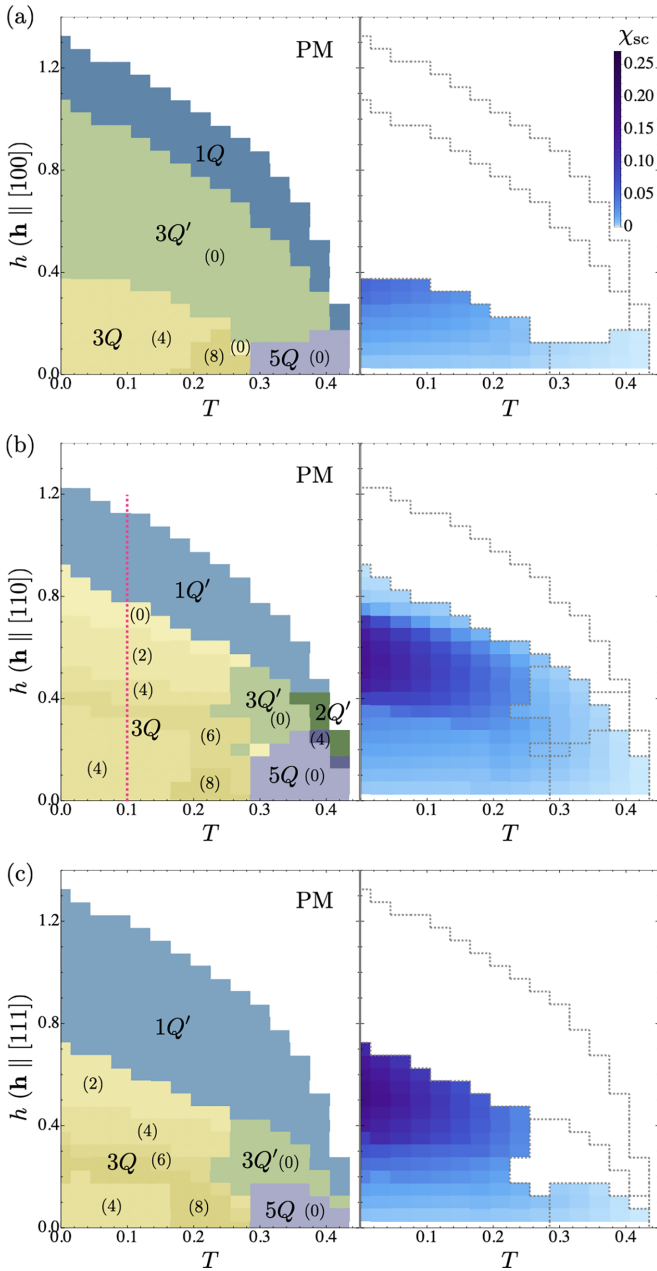 (a)
PM
χsc
1.2
0.8
0.4
0.0
h (h ∥ [100])
1Q
3Q′
(0)
3Q
(4)
(8)
(0)
5Q (0)
0.25
0.20
0.15
0.10
0.05
0
0.0 0.1 0.2 0.3 0.4
T
0.1 0.2 0.3 0.4
T
(b)
PM
1.2
0.8
0.4
0.0
h (h ∥ [110])
1Q′
(0)
(2)
(4)
3Q′
(0)
2Q′
3Q
(6)
(4)
(4)
(8)
5Q (0)
0.0 0.1 0.2 0.3 0.4
T
0.1 0.2 0.3 0.4
T
(c)
PM
1.2
0.8
0.4
0.0
h (h ∥ [111])
1Q′
(2)
(4)
3Q (6)
3Q′(0)
(4)
(8)
5Q (0)
0.0 0.1 0.2 0.3 0.4
T
0.1 0.2 0.3 0.4
T